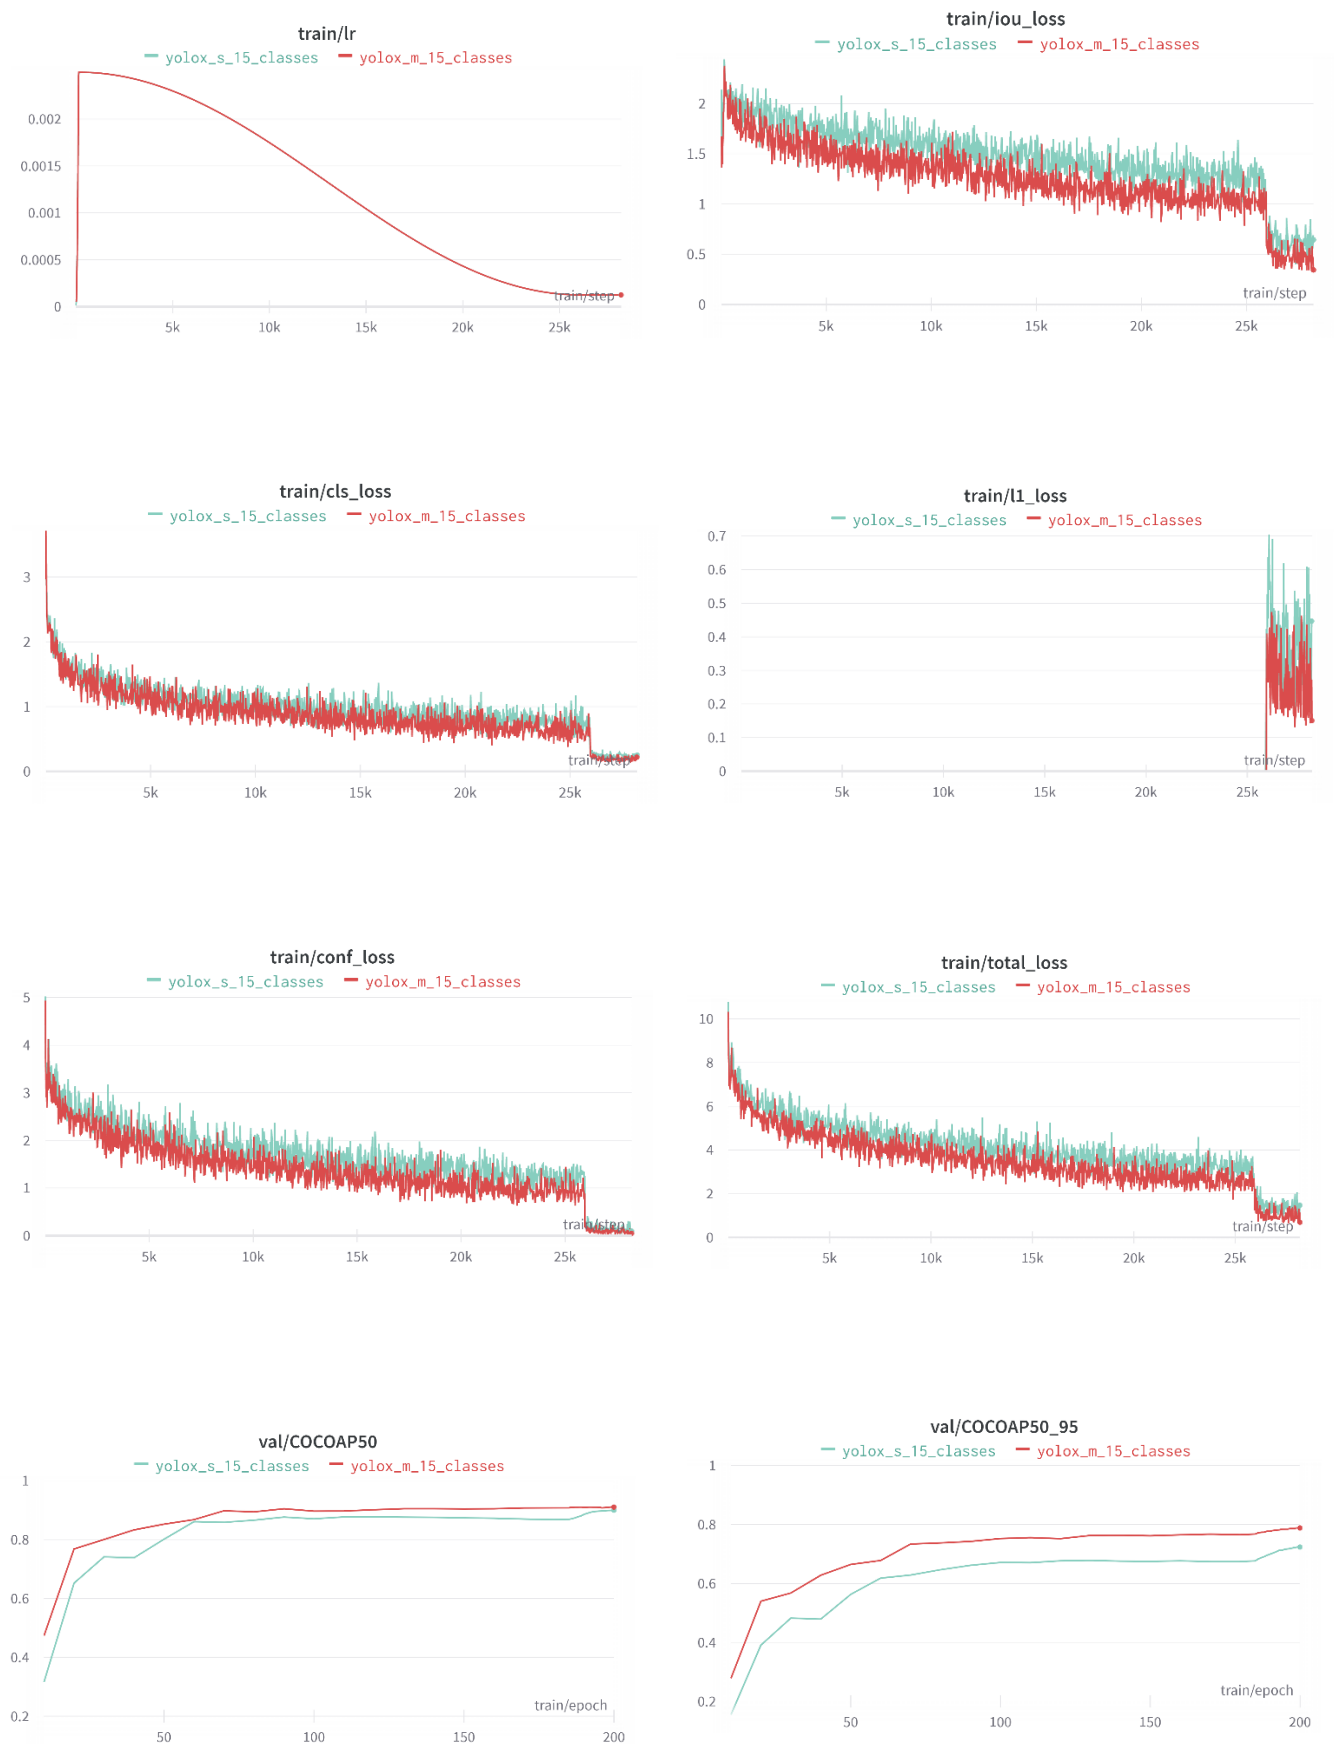 train/lr
yolox_s_15_classes yolox_m_15_classes
0.002
0.0015
0.001
0.0005
0
train/step
5k 10k 15k 20k 25k
train/iou_loss
yolox_s_15_classes yolox_m_15_classes
2
1.5
1
0.5
0
train/step
5k 10k 15k 20k 25k
train/cls_loss
yolox_s_15_classes yolox_m_15_classes
3
2
1
0
train/step
5k 10k 15k 20k 25k
train/l1_loss
yolox_s_15_classes yolox_m_15_classes
0.7
0.6
0.5
0.4
0.3
0.2
0.1
0
train/step
5k 10k 15k 20k 25k
train/conf_loss
yolox_s_15_classes yolox_m_15_classes
5
4
3
2
1
0
train/step
5k 10k 15k 20k 25k
train/total_loss
yolox_s_15_classes yolox_m_15_classes
10
8
6
4
2
0
train/step
5k 10k 15k 20k 25k
val/COCOAP50
yolox_s_15_classes yolox_m_15_classes
1
0.8
0.6
0.4
0.2
train/epoch
50 100 150 200
val/COCOAP50_95
yolox_s_15_classes yolox_m_15_classes
1
0.8
0.6
0.4
0.2
train/epoch
50 100 150 200